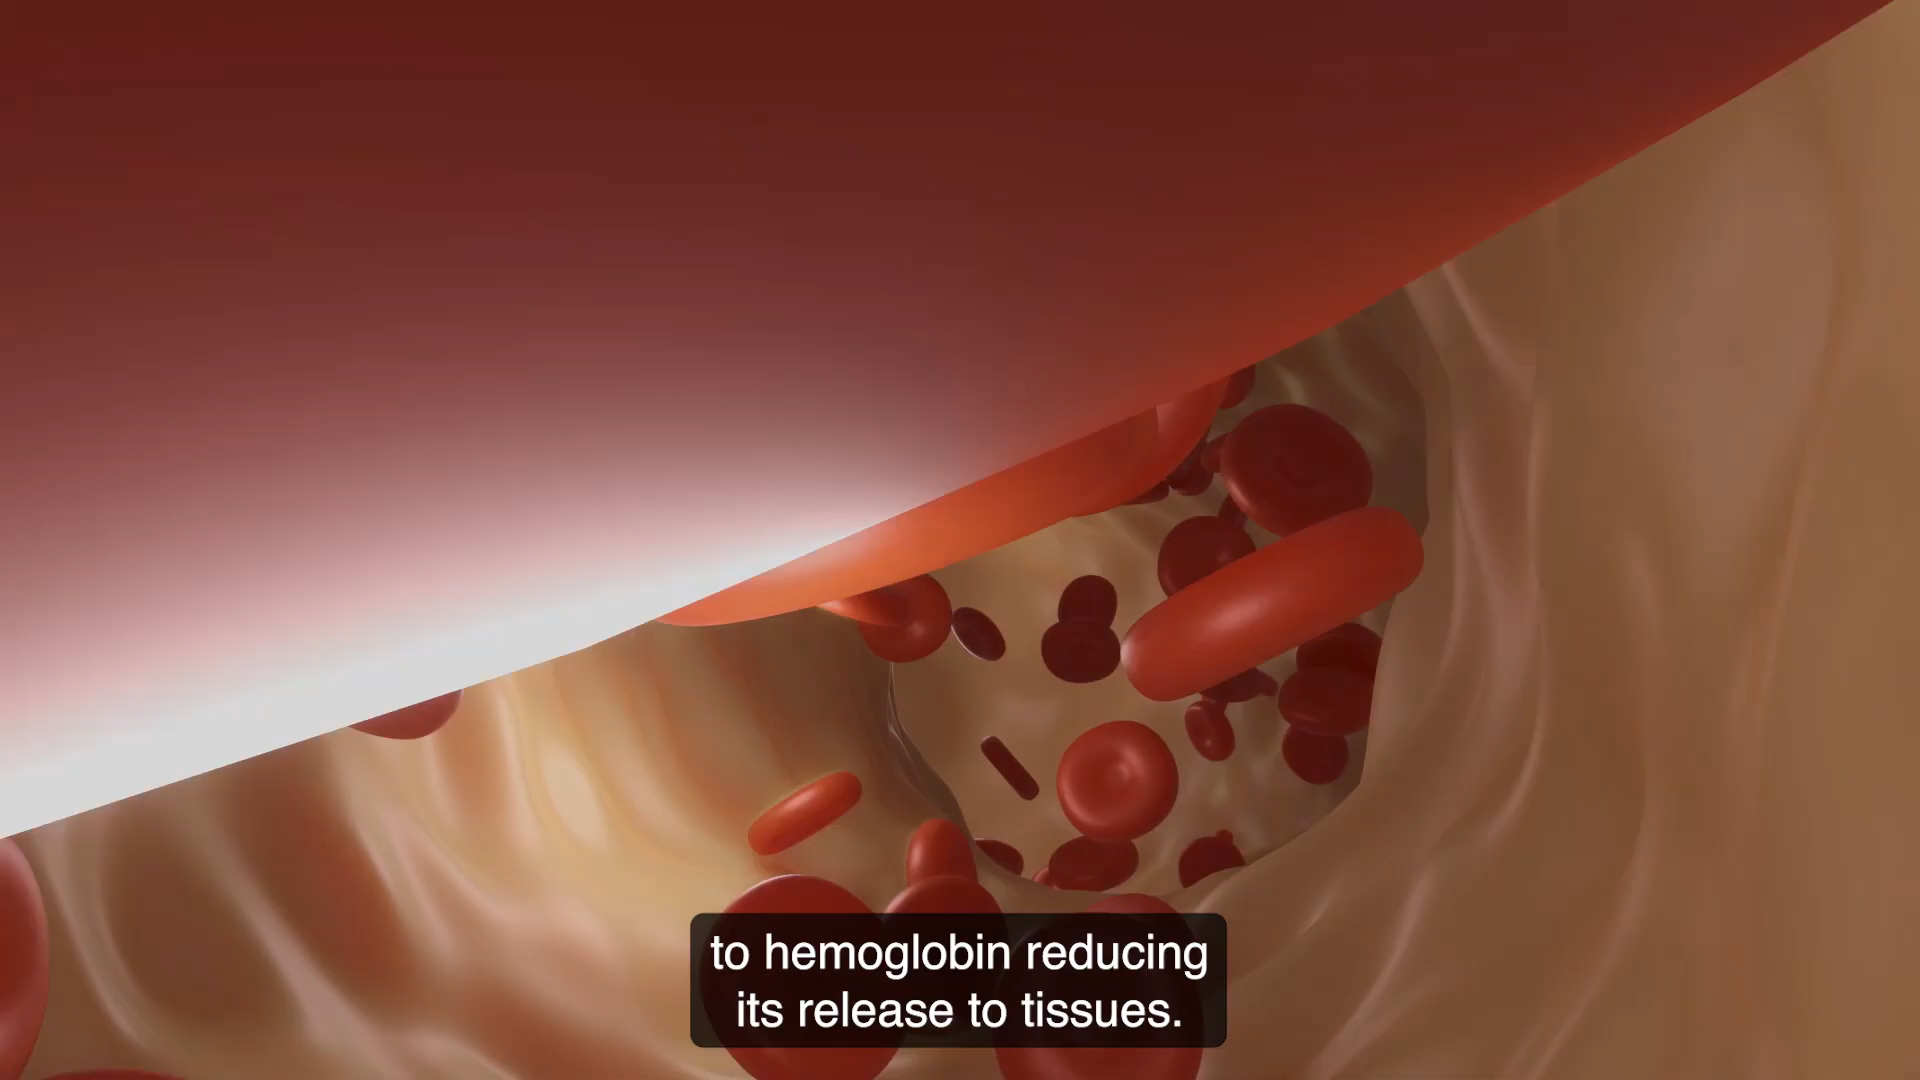 to hemoglobin reducing
its release to tissues.